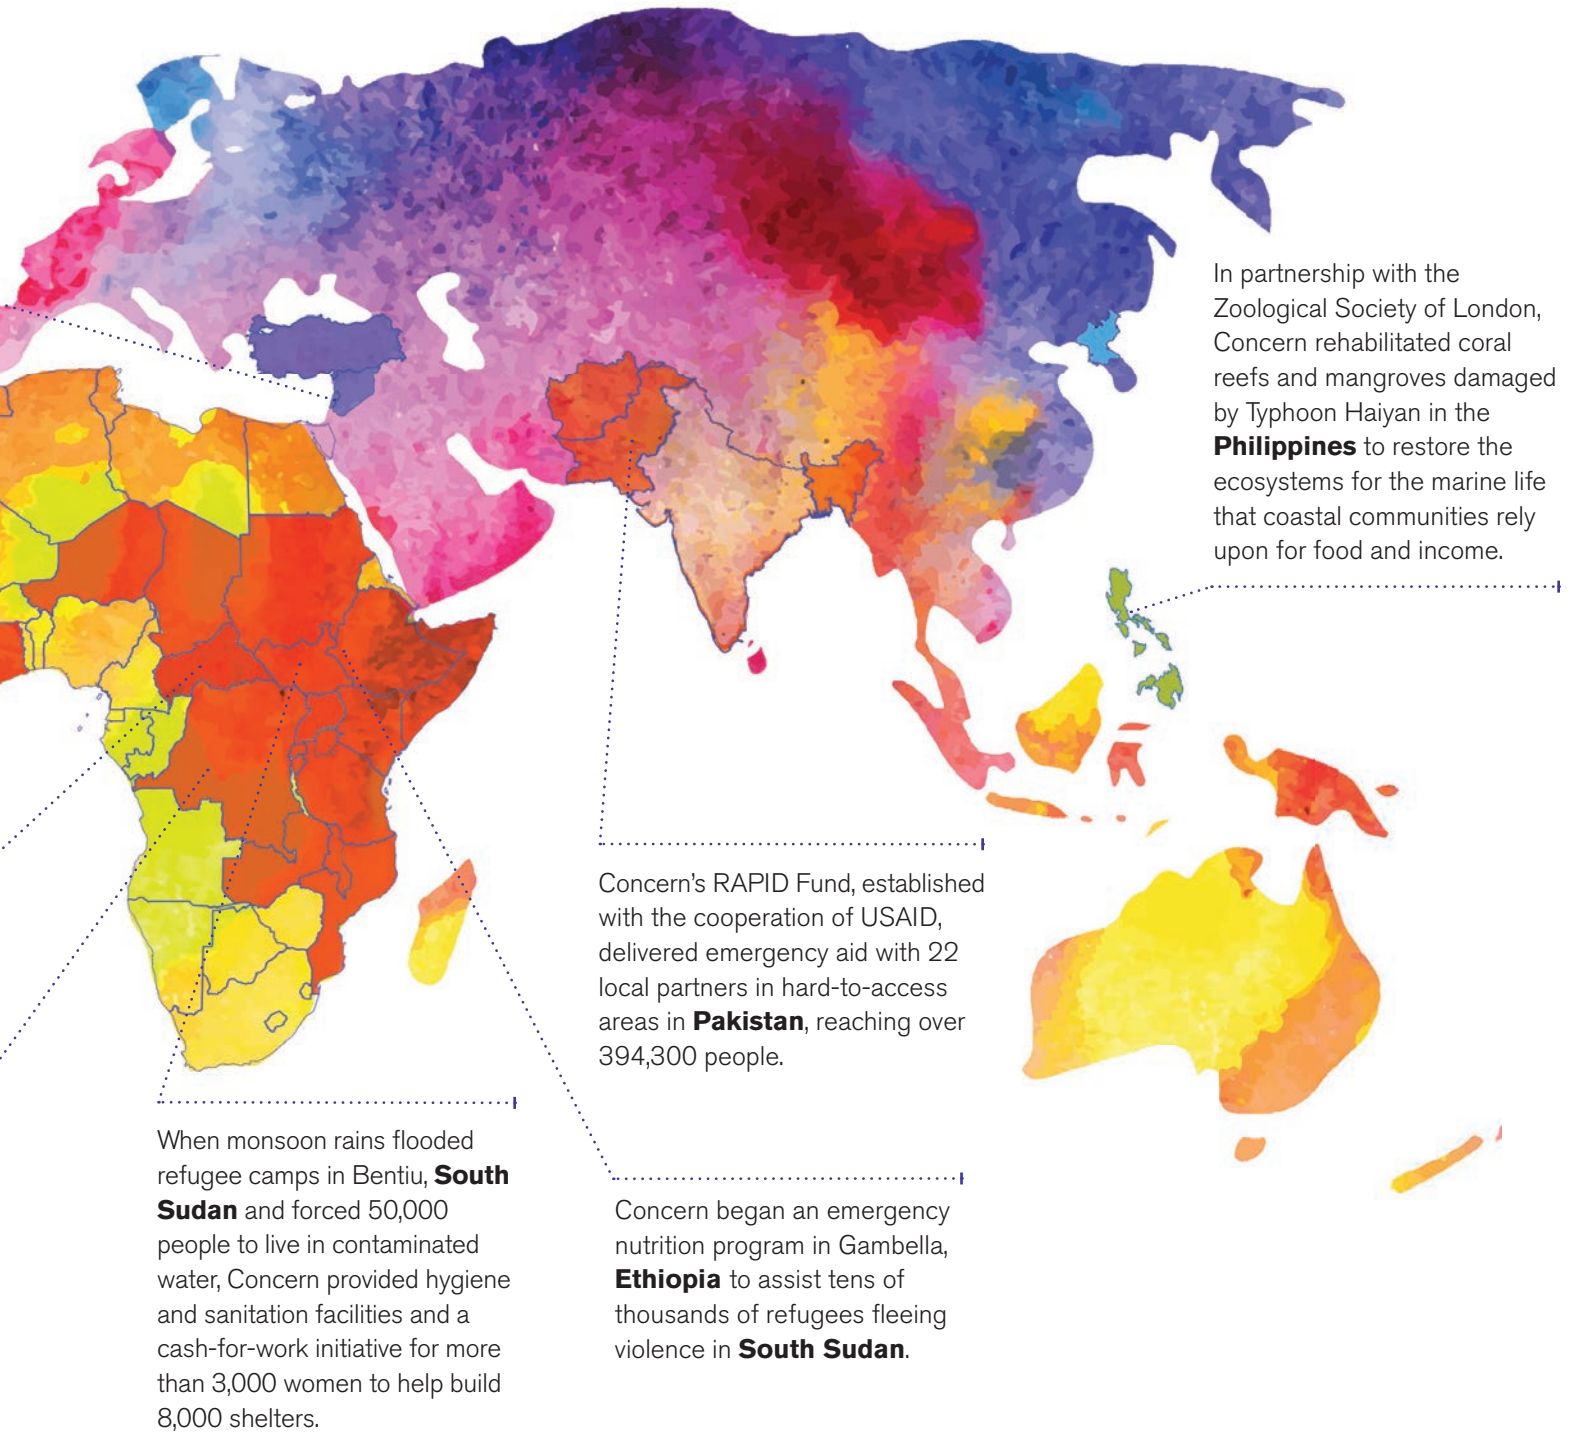 In partnership with the
Zoological Society of London,
Concern rehabilitated coral
reefs and mangroves damaged
by Typhoon Haiyan in the
Philippines to restore the
ecosystems for the marine life
that coastal communities rely
upon for food and income.
Concern's RAPID Fund, established
with the cooperation of USAID,
delivered emergency aid with 22
local partners in hard-to-access
areas in Pakistan, reaching over
394,300 people.
When monsoon rains flooded
refugee camps in Bentiu, South
Sudan and forced 50,000
people to live in contaminated
water, Concern provided hygiene
and sanitation facilities and a
cash-for-work initiative for more
than 3,000 women to help build
8,000 shelters.
Concern began an emergency
nutrition program in Gambella,
Ethiopia to assist tens of
thousands of refugees fleeing
violence in South Sudan.